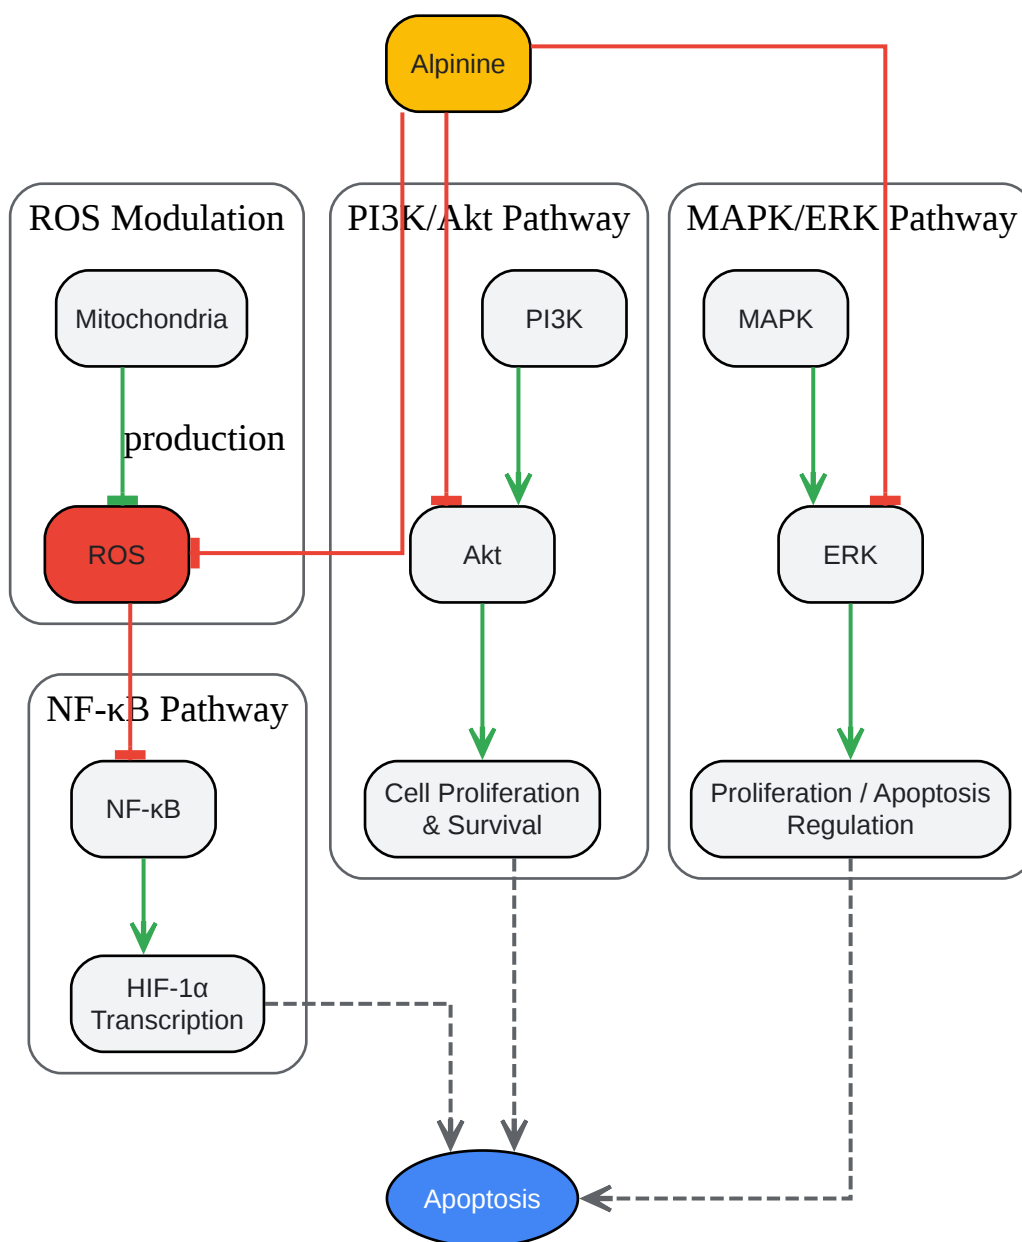 Alpinine
ROS Modulation
PI3K/Akt Pathway
MAPK/ERK Pathway
Mitochondria
PI3K
MAPK
production
ROS
Akt
ERK
NF-κB Pathway
NF-κB
Cell Proliferation
& Survival
Proliferation / Apoptosis
Regulation
HIF-1α
Transcription
Apoptosis